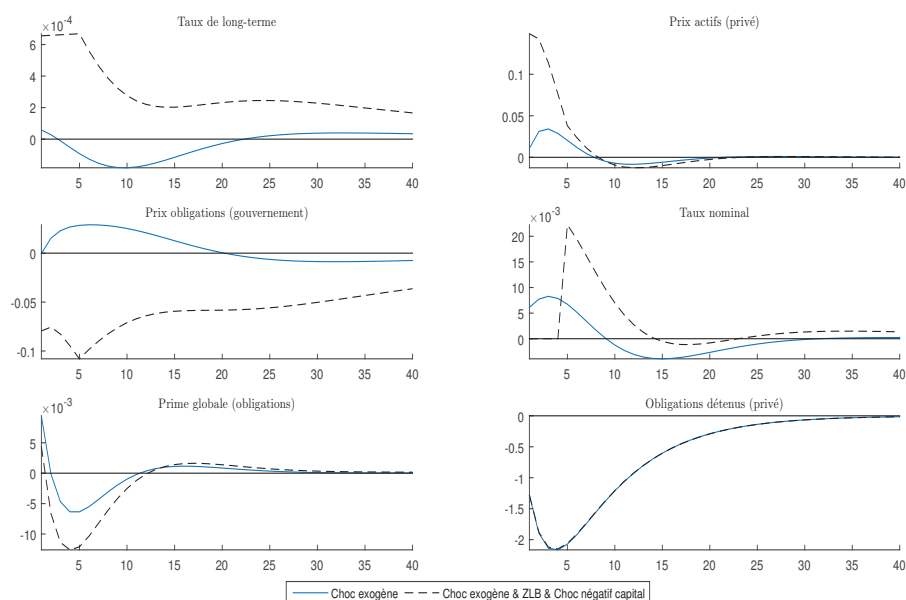 Taux de long-terme
×10⁻⁴
6
4
2
0
5 10 15 20 25 30 35 40
Prix actifs (privé)
0.1
0.05
0
5 10 15 20 25 30 35 40
Prix obligations (gouvernement)
0
-0.05
-0.1
5 10 15 20 25 30 35 40
Taux nominal
×10⁻³
20
15
10
5
0
5 10 15 20 25 30 35 40
Prime globale (obligations)
×10⁻³
5
0
-5
-10
5 10 15 20 25 30 35 40
Obligations détenus (privé)
0
-0.5
-1
-1.5
-2
5 10 15 20 25 30 35 40
Choc exogène
Choc exogène & ZLB & Choc négatif capital